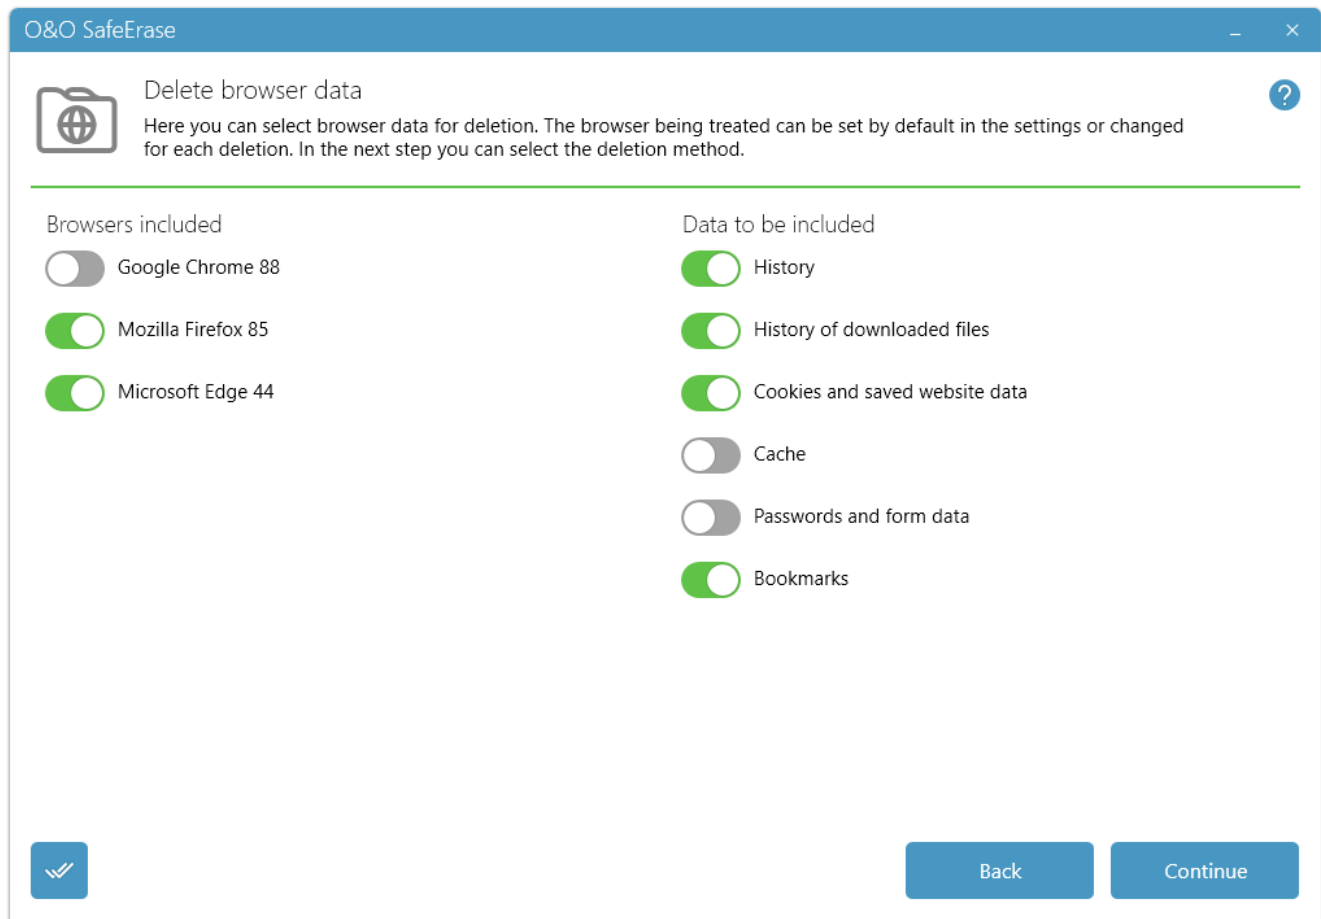 O&O SafeErase
Delete browser data
?
Here you can select browser data for deletion. The browser being treated can be set by default in the settings or changed
for each deletion. In the next step you can select the deletion method.
Browsers included
Google Chrome 88
Mozilla Firefox 85
Microsoft Edge 44
Data to be included
History
History of downloaded files
Cookies and saved website data
Cache
Passwords and form data
Bookmarks
Back
Continue